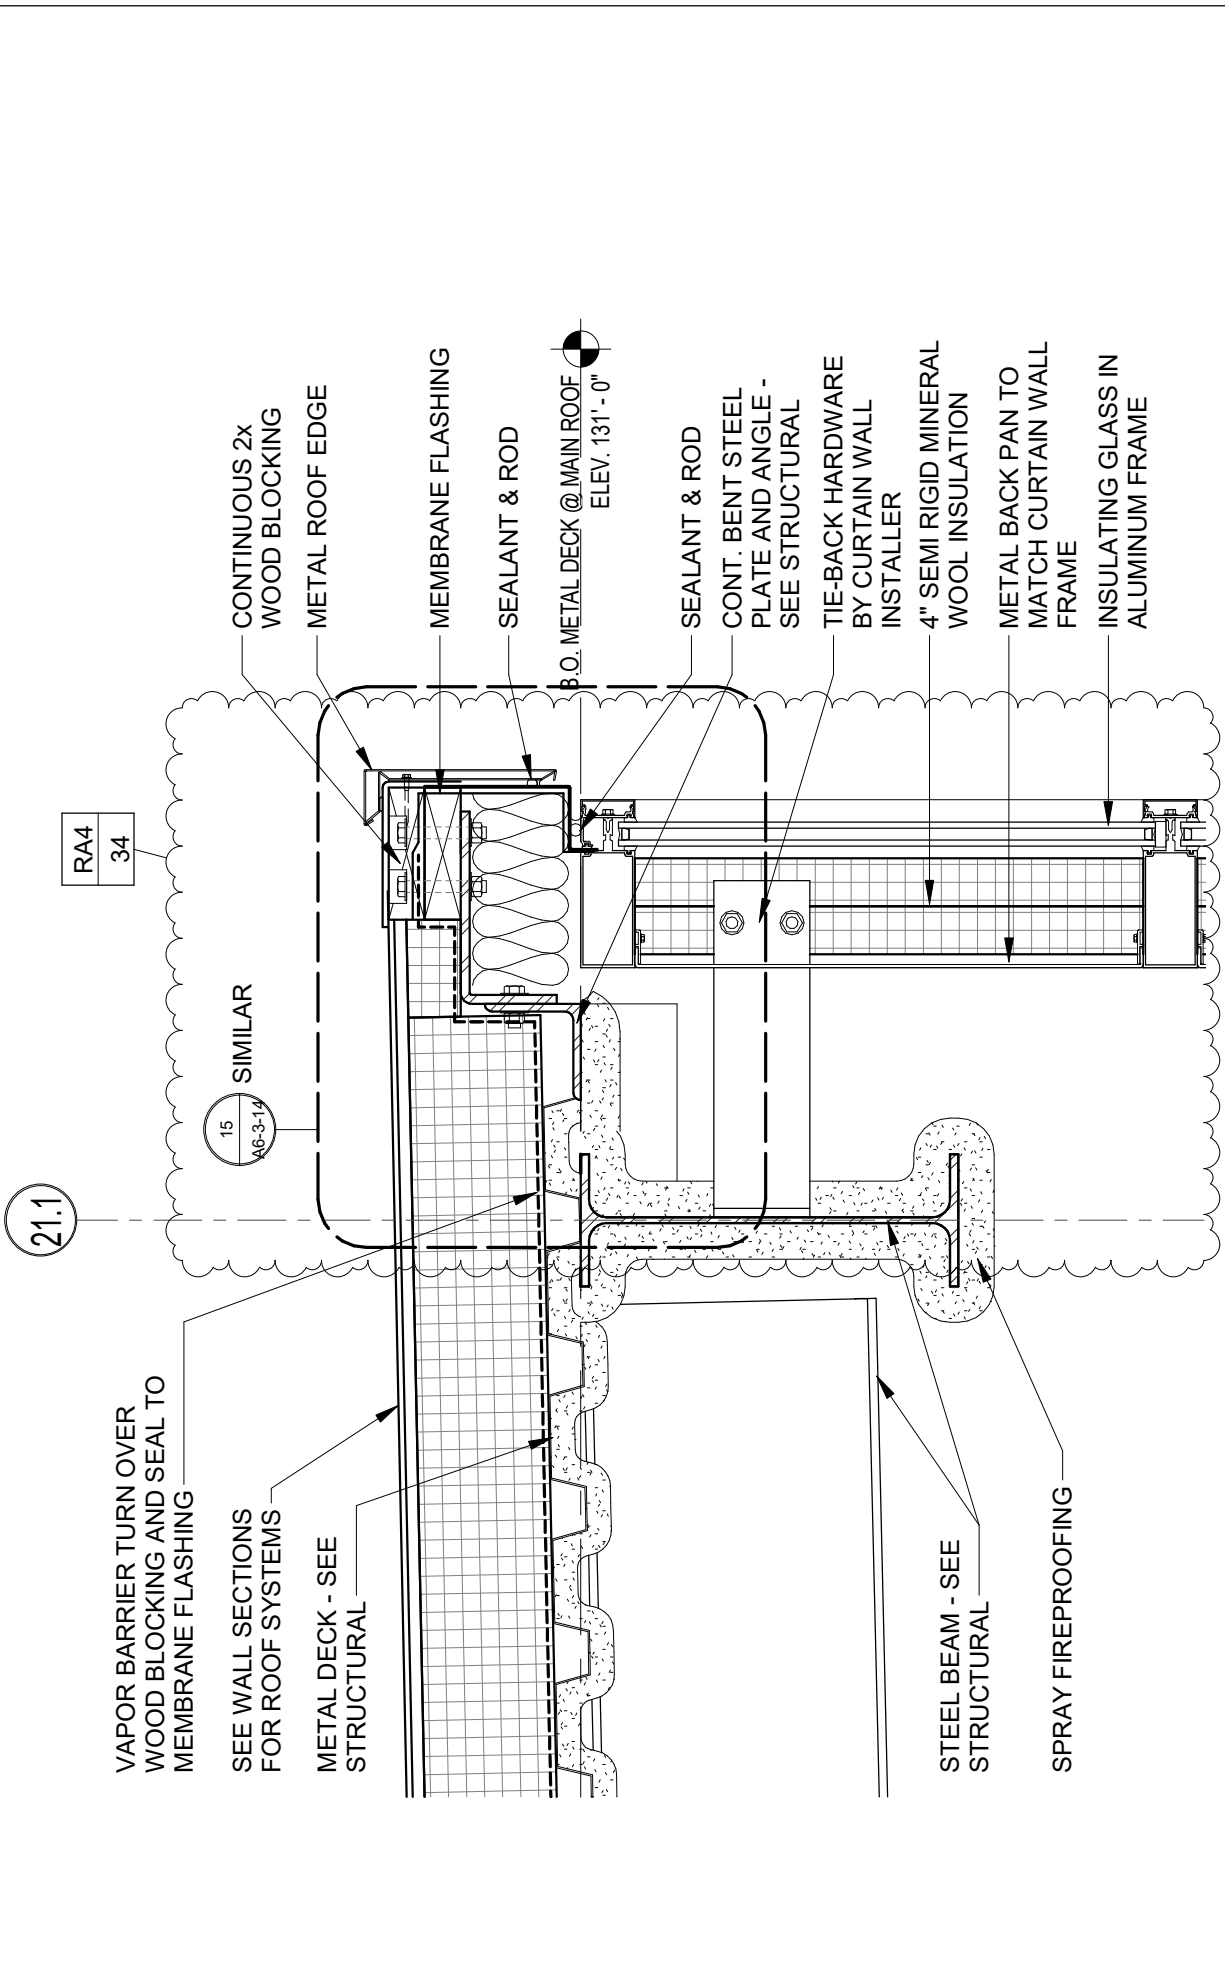 21.1
RA4
34
15
A6-3-14
SIMILAR
VAPOR BARRIER TURN OVER
WOOD BLOCKING AND SEAL TO
MEMBRANE FLASHING
SEE WALL SECTIONS
FOR ROOF SYSTEMS
METAL DECK - SEE
STRUCTURAL
STEEL BEAM - SEE
STRUCTURAL
SPRAY FIREPROOFING
CONTINUOUS 2x
WOOD BLOCKING
METAL ROOF EDGE
MEMBRANE FLASHING
SEALANT & ROD
B.O. METAL DECK @ MAIN ROOF
ELEV. 131' - 0"
SEALANT & ROD
CONT. BENT STEEL
PLATE AND ANGLE -
SEE STRUCTURAL
TIE-BACK HARDWARE
BY CURTAIN WALL
INSTALLER
4" SEMI RIGID MINERAL
WOOL INSULATION
METAL BACK PAN TO
MATCH CURTAIN WALL
FRAME
INSULATING GLASS IN
ALUMINUM FRAME